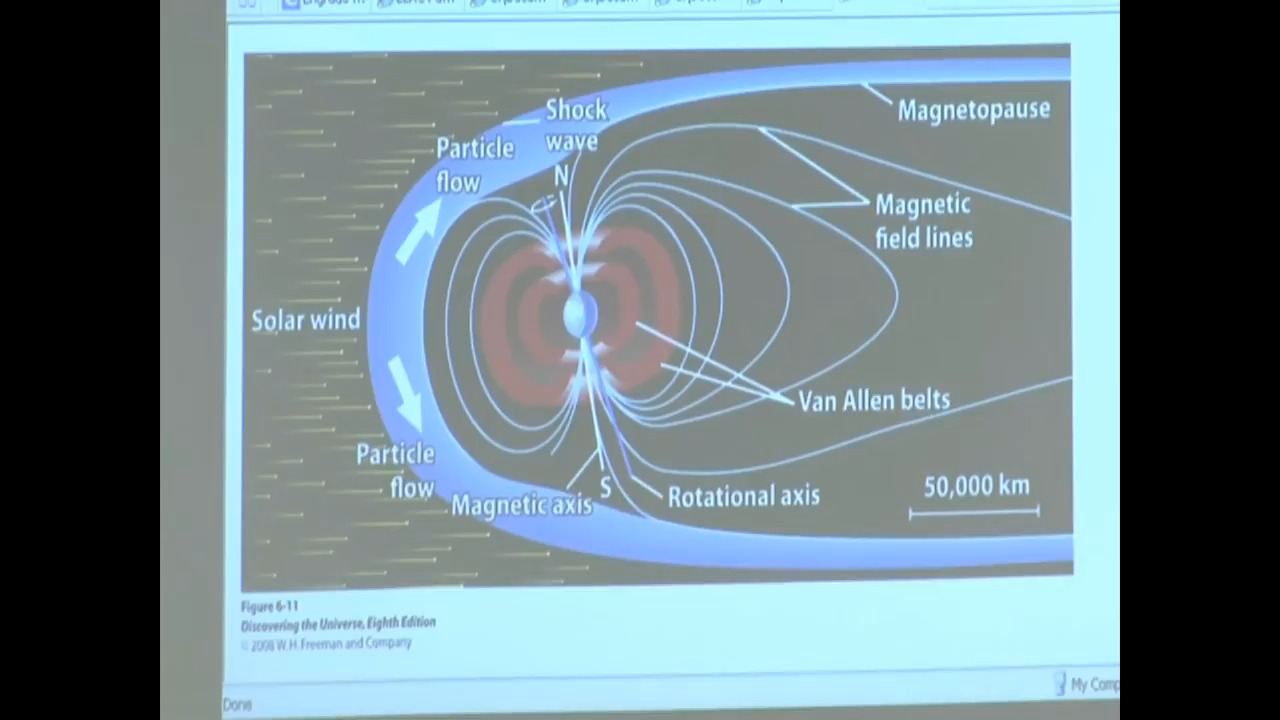 Shock
wave
Magnetopause
Particle
flow
N
Magnetic
field lines
Solar wind
Van Allen belts
Particle
flow
S
Magnetic axis
Rotational axis
50,000 km
Figure 6-11
Discovering the Universe, Eighth Edition
© 2008 W.H. Freeman and Company
Done
My Comp